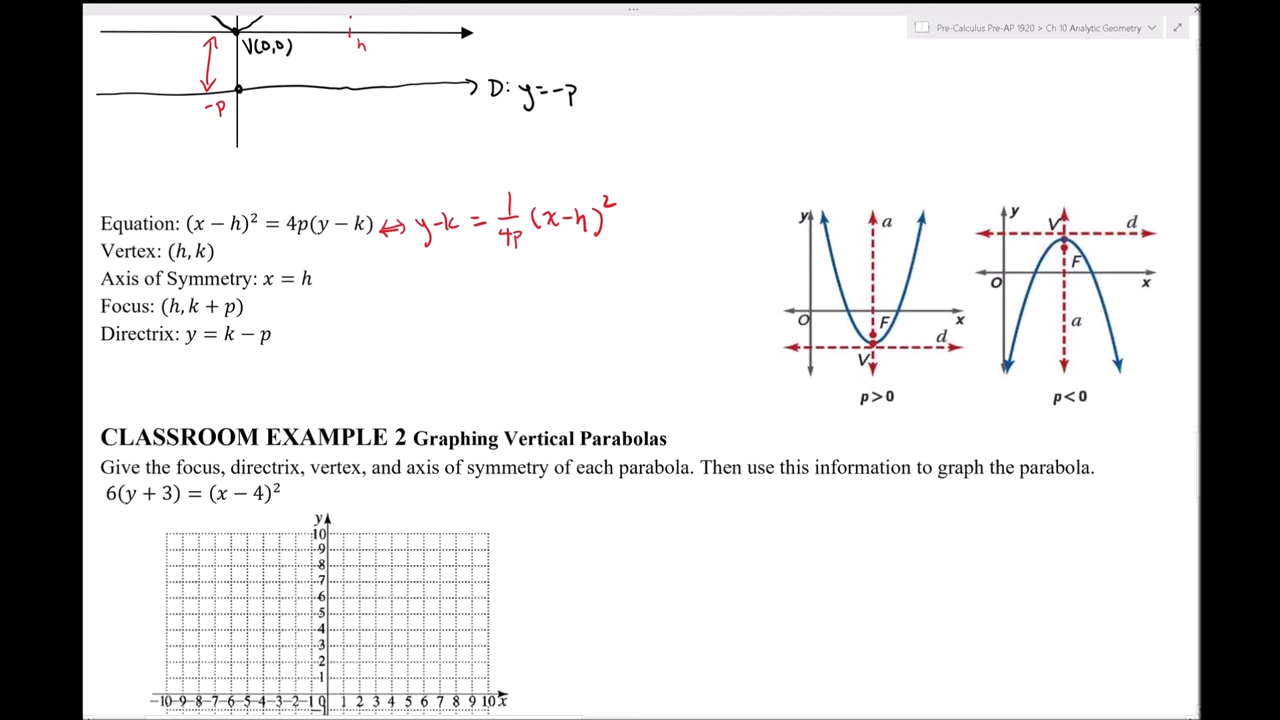 ...
Pre-Calculus Pre-AP 1920 > Ch 10 Analytic Geometry
V(0,0)
h
-p
D: y=-p
Equation: (x − h)² = 4p(y − k) ⇔ y-k = 1/4p (x-h)²
Vertex: (h, k)
Axis of Symmetry: x = h
Focus: (h, k + p)
Directrix: y = k − p
y
a
O
F
x
d
V
p>0
y
V
d
F
O
x
a
p<0
CLASSROOM EXAMPLE 2 Graphing Vertical Parabolas
Give the focus, directrix, vertex, and axis of symmetry of each parabola. Then use this information to graph the parabola.
6(y + 3) = (x − 4)²
y
10
9
8
7
6
5
4
3
2
1
−10−9−8−7−6−5−4−3−2−1 0 1 2 3 4 5 6 7 8 9 10 x